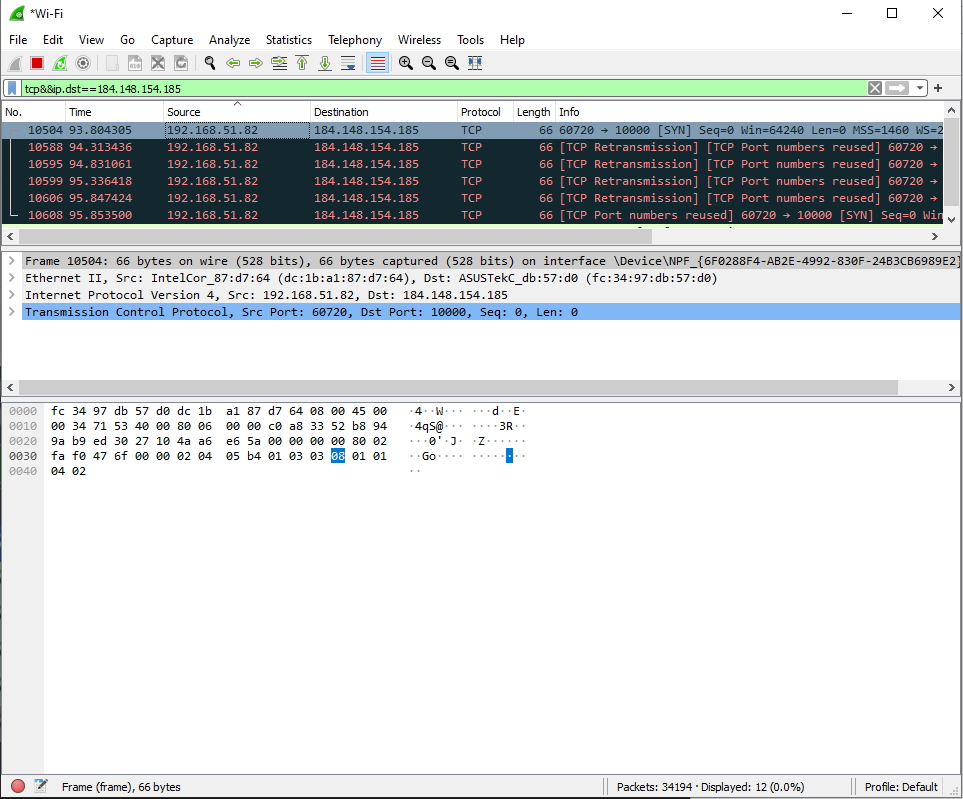 *Wi-Fi
File Edit View Go Capture Analyze Statistics Telephony Wireless Tools Help
tcp&&ip.dst==184.148.154.185
No. Time Source Destination Protocol Length Info
10504 93.804305 192.168.51.82 184.148.154.185 TCP 66 60720 → 10000 [SYN] Seq=0 Win=64240 Len=0 MSS=1460 WS=2
10588 94.313436 192.168.51.82 184.148.154.185 TCP 66 [TCP Retransmission] [TCP Port numbers reused] 60720 →
10595 94.831061 192.168.51.82 184.148.154.185 TCP 66 [TCP Retransmission] [TCP Port numbers reused] 60720 →
10599 95.336418 192.168.51.82 184.148.154.185 TCP 66 [TCP Retransmission] [TCP Port numbers reused] 60720 →
10606 95.847424 192.168.51.82 184.148.154.185 TCP 66 [TCP Retransmission] [TCP Port numbers reused] 60720 →
10608 95.853500 192.168.51.82 184.148.154.185 TCP 66 [TCP Port numbers reused] 60720 → 10000 [SYN] Seq=0 Win
Frame 10504: 66 bytes on wire (528 bits), 66 bytes captured (528 bits) on interface \Device\NPF_{6F0288F4-AB2E-4992-830F-24B3CB6989E2}
Ethernet II, Src: IntelCor_87:d7:64 (dc:1b:a1:87:d7:64), Dst: ASUSTekC_db:57:d0 (fc:34:97:db:57:d0)
Internet Protocol Version 4, Src: 192.168.51.82, Dst: 184.148.154.185
Transmission Control Protocol, Src Port: 60720, Dst Port: 10000, Seq: 0, Len: 0
0000 fc 34 97 db 57 d0 dc 1b a1 87 d7 64 08 00 45 00 ·4··W··· ···d··E·
0010 00 34 71 53 40 00 80 06 00 00 c0 a8 33 52 b8 94 ·4qS@··· ····3R··
0020 9a b9 ed 30 27 10 4a a6 e6 5a 00 00 00 00 80 02 ···0'·J· ·Z······
0030 fa f0 47 6f 00 00 02 04 05 b4 01 03 03 08 01 01 ··Go···· ········
0040 04 02 ··
Frame (frame), 66 bytes
Packets: 34194 · Displayed: 12 (0.0%)
Profile: Default